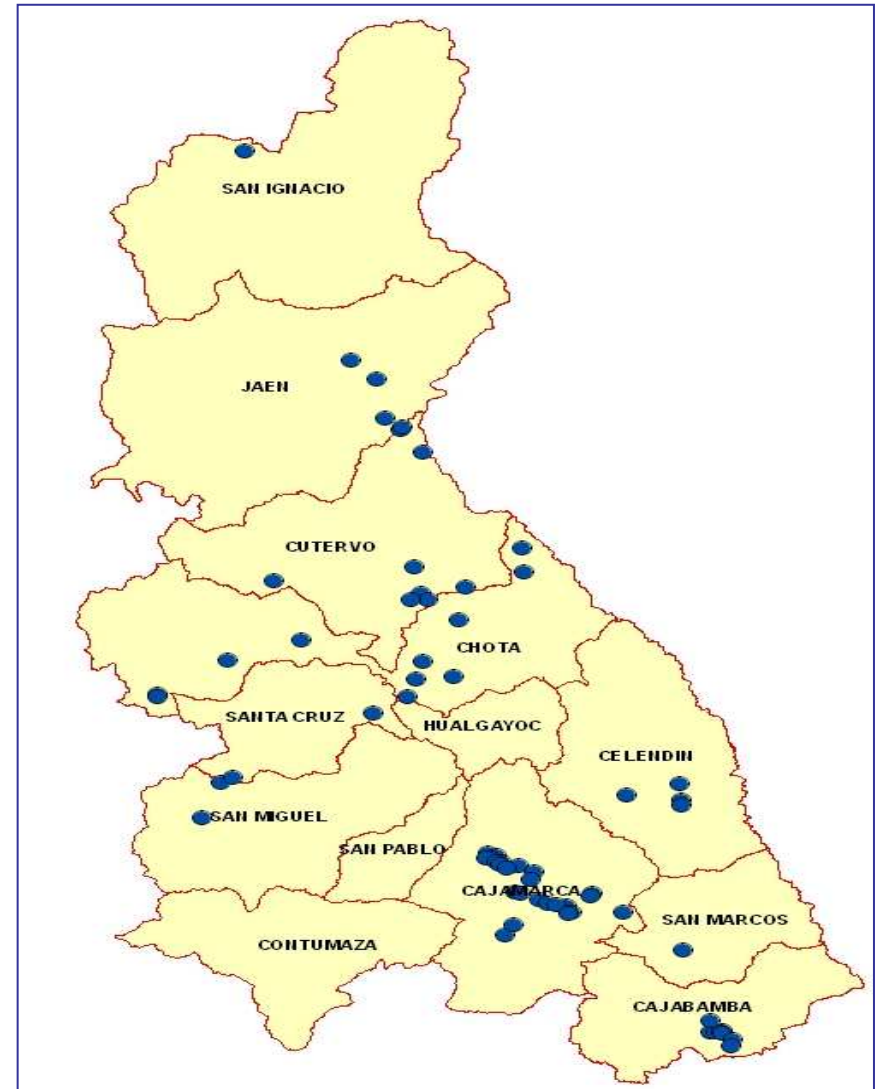 SAN IGNACIO
JAEN
CUTERVO
CHOTA
SANTA CRUZ
HUALGAYOC
CELENDIN
SAN MIGUEL
SAN PABLO
CAJAMARCA
SAN MARCOS
CONTUMAZA
CAJABAMBA